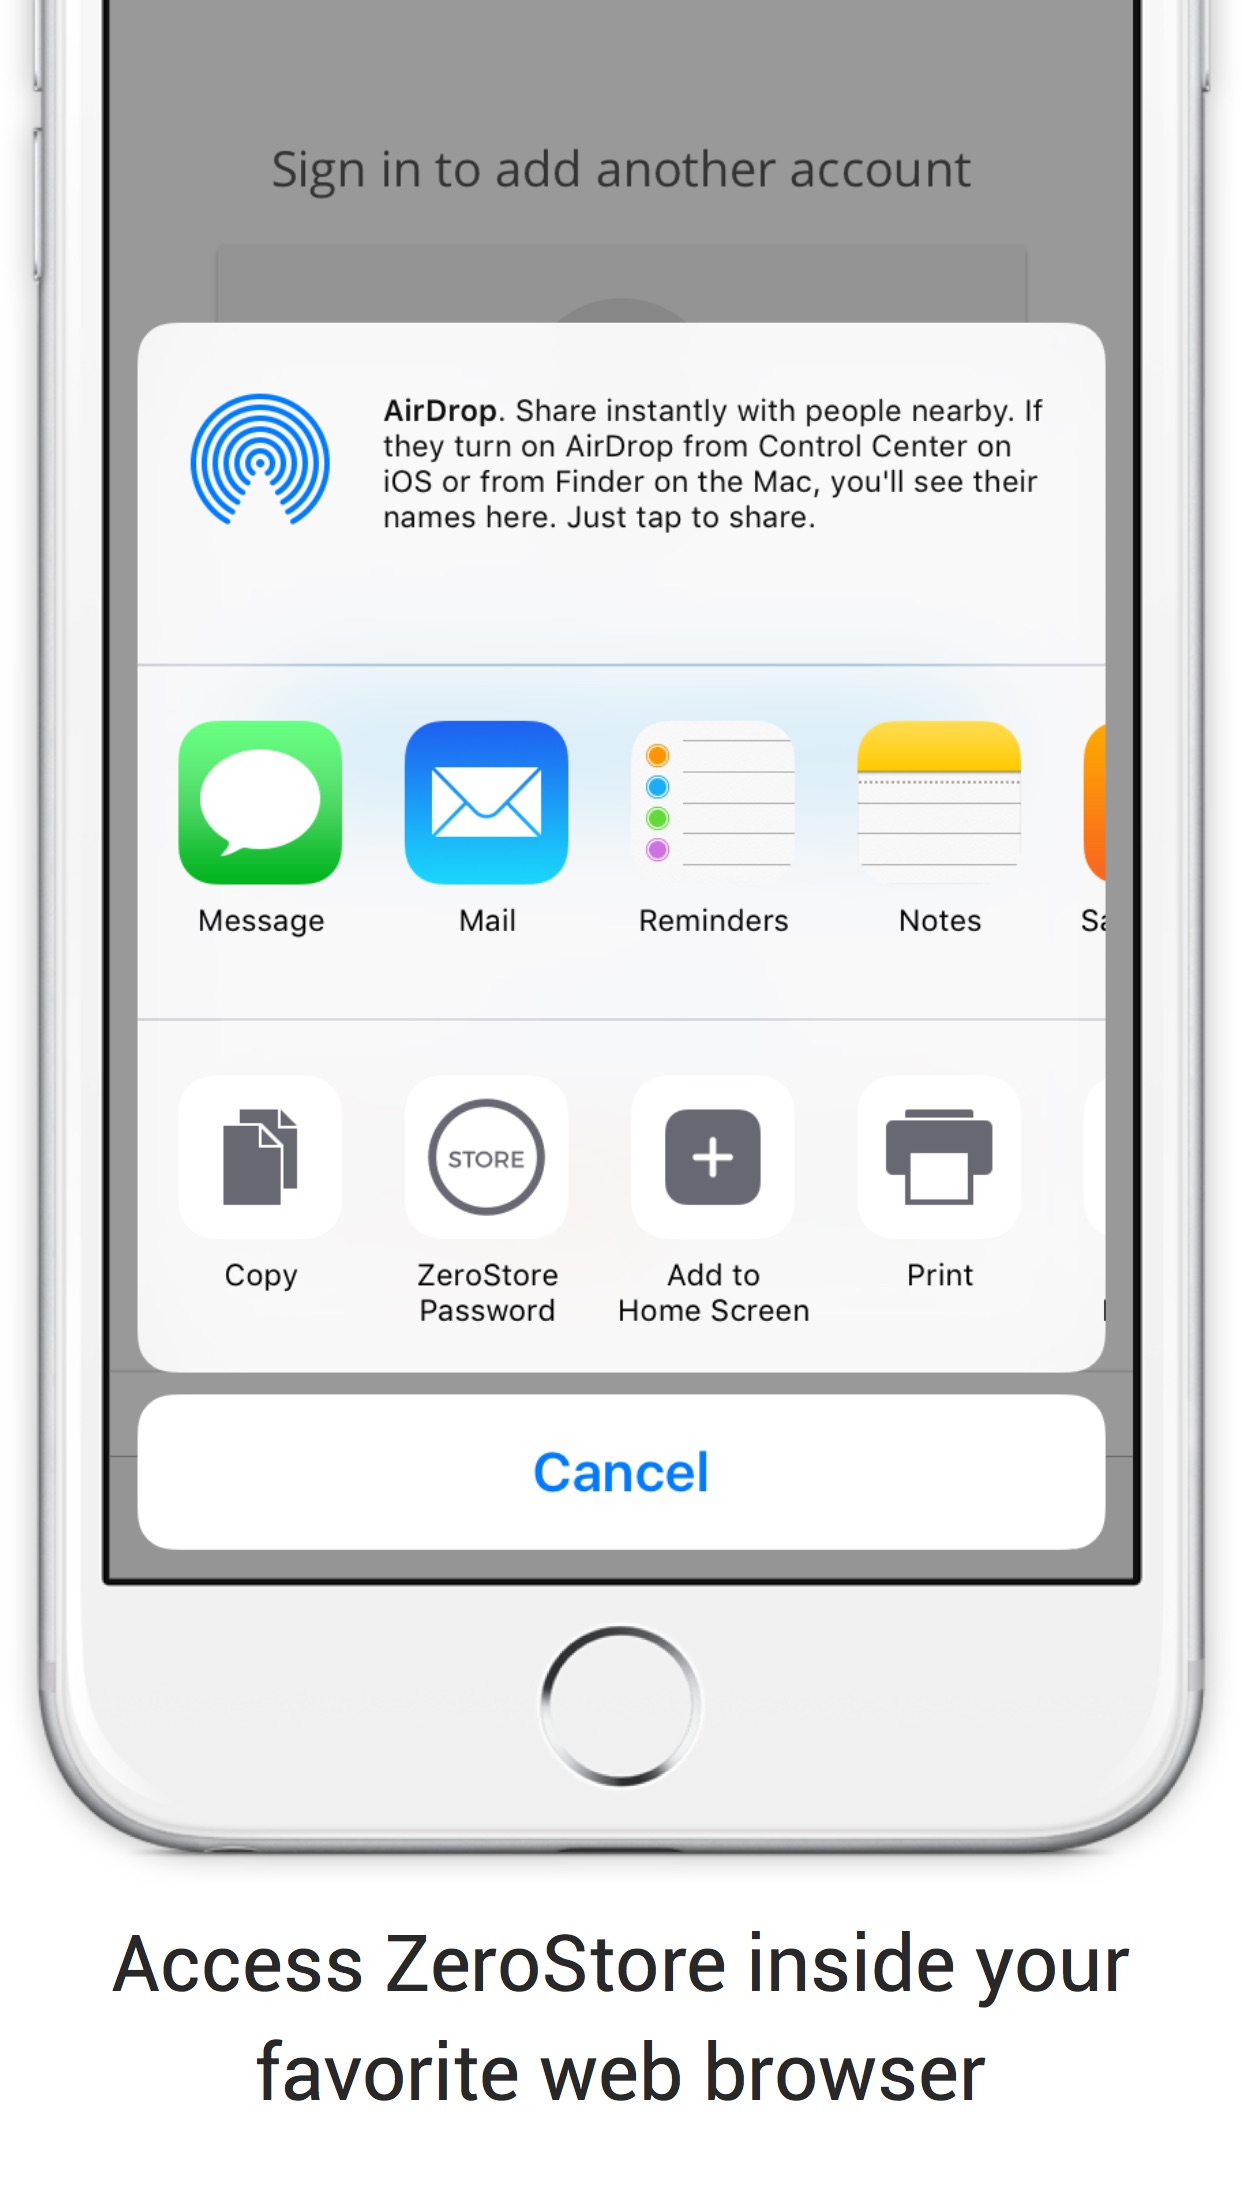 Sign in to add another account
AirDrop. Share instantly with people nearby. If
they turn on AirDrop from Control Center on
iOS or from Finder on the Mac, you'll see their
names here. Just tap to share.
Message
Mail
Reminders
Notes
Copy
STORE
ZeroStore
Password
Add to
Home Screen
Print
Cancel
Access ZeroStore inside your
favorite web browser